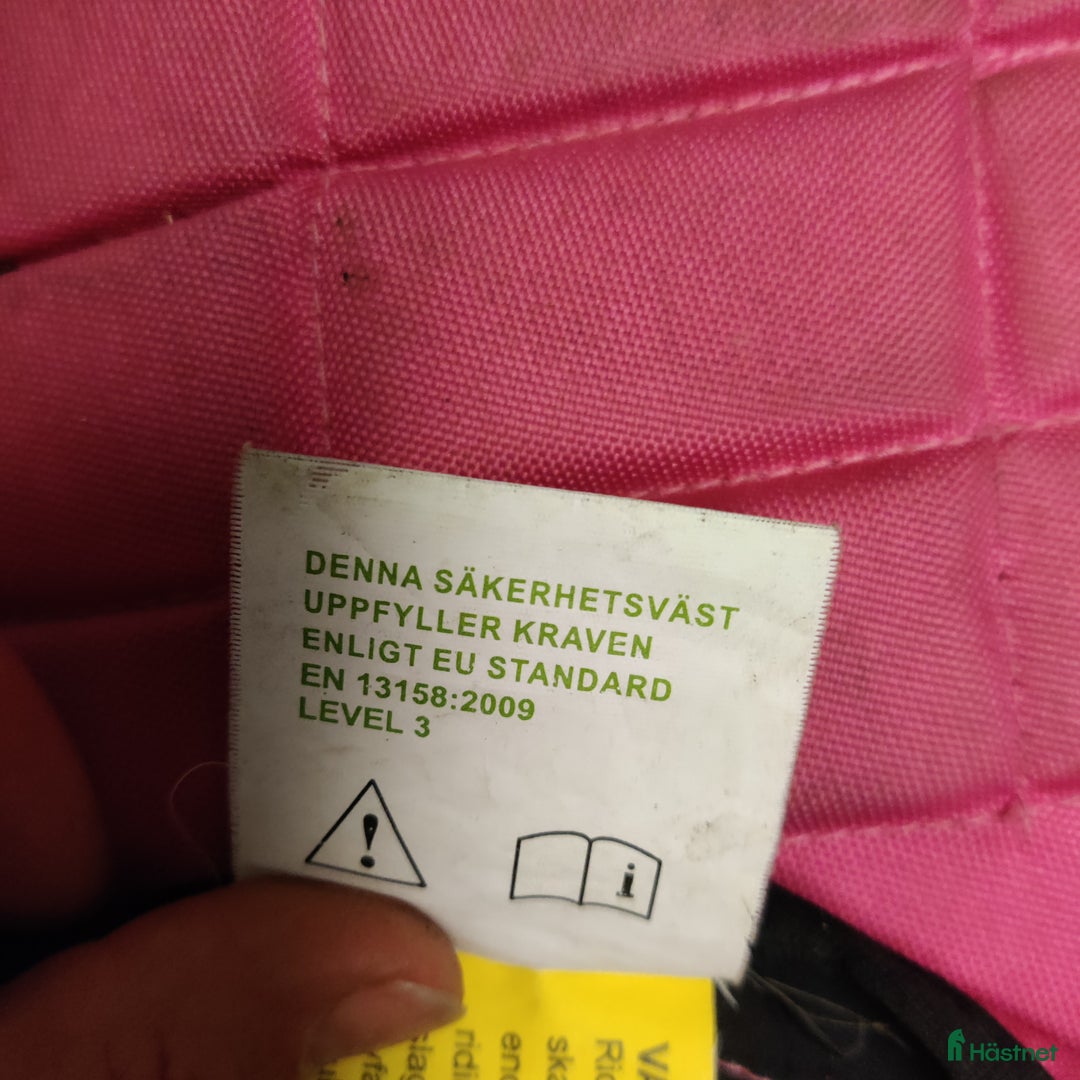 DENNA SÄKERHETSVÄST
UPPFYLLER KRAVEN
ENLIGT EU STANDARD
EN 13158:2009
LEVEL 3
i
Hästnet